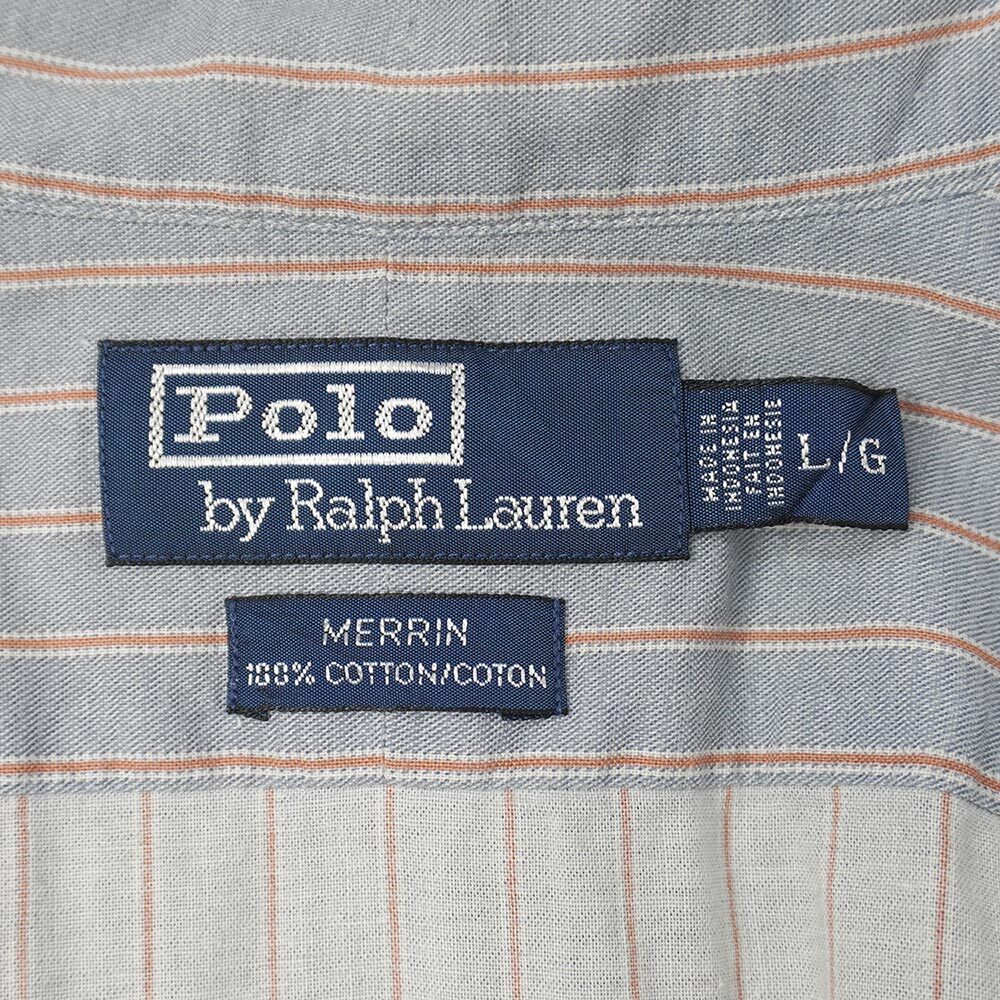 Polo
by Ralph Lauren
MADE IN
INDONESIA
FAIT EN
INDONESIE
L/G
MERRIN
100% COTTON/COTON